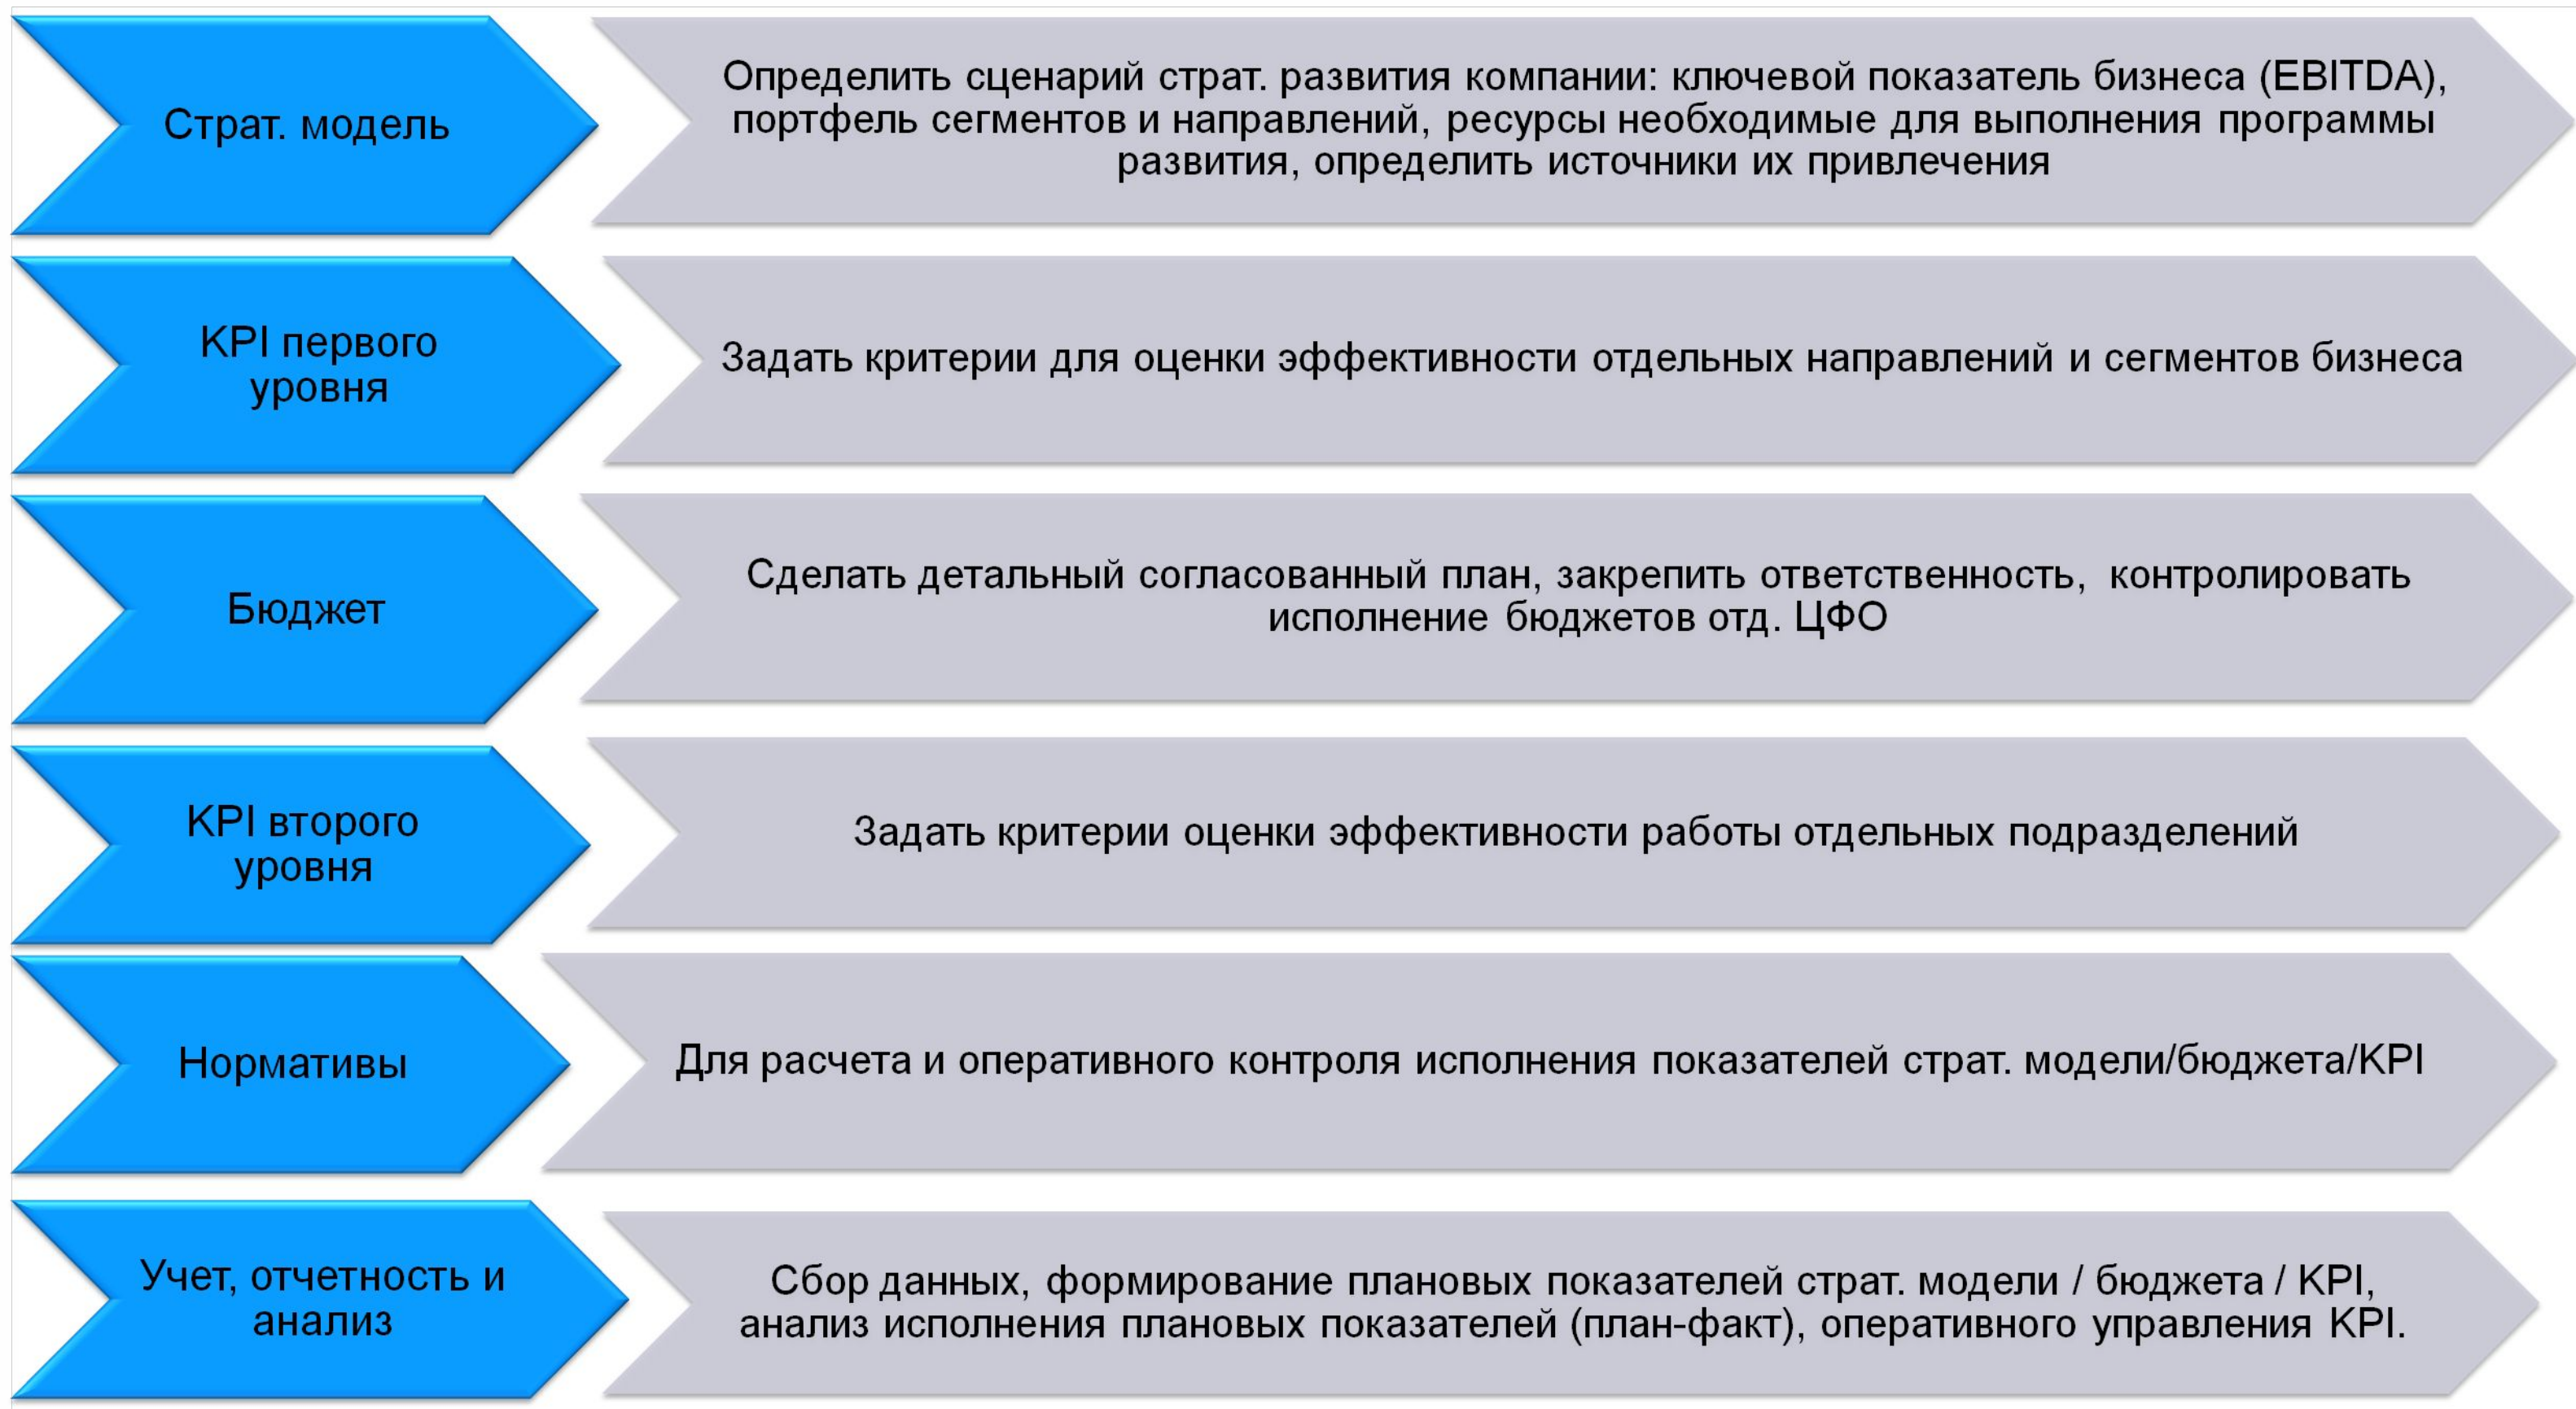 Страт. модель
Определить сценарий страт. развития компании: ключевой показатель бизнеса (EBITDA),
портфель сегментов и направлений, ресурсы необходимые для выполнения программы
развития, определить источники их привлечения
KPI первого
уровня
Задать критерии для оценки эффективности отдельных направлений и сегментов бизнеса
Бюджет
Сделать детальный согласованный план, закрепить ответственность, контролировать
исполнение бюджетов отд. ЦФО
KPI второго
уровня
Задать критерии оценки эффективности работы отдельных подразделений
Нормативы
Для расчета и оперативного контроля исполнения показателей страт. модели/бюджета/KPI
Учет, отчетность и
анализ
Сбор данных, формирование плановых показателей страт. модели / бюджета / KPI,
анализ исполнения плановых показателей (план-факт), оперативного управления KPI.